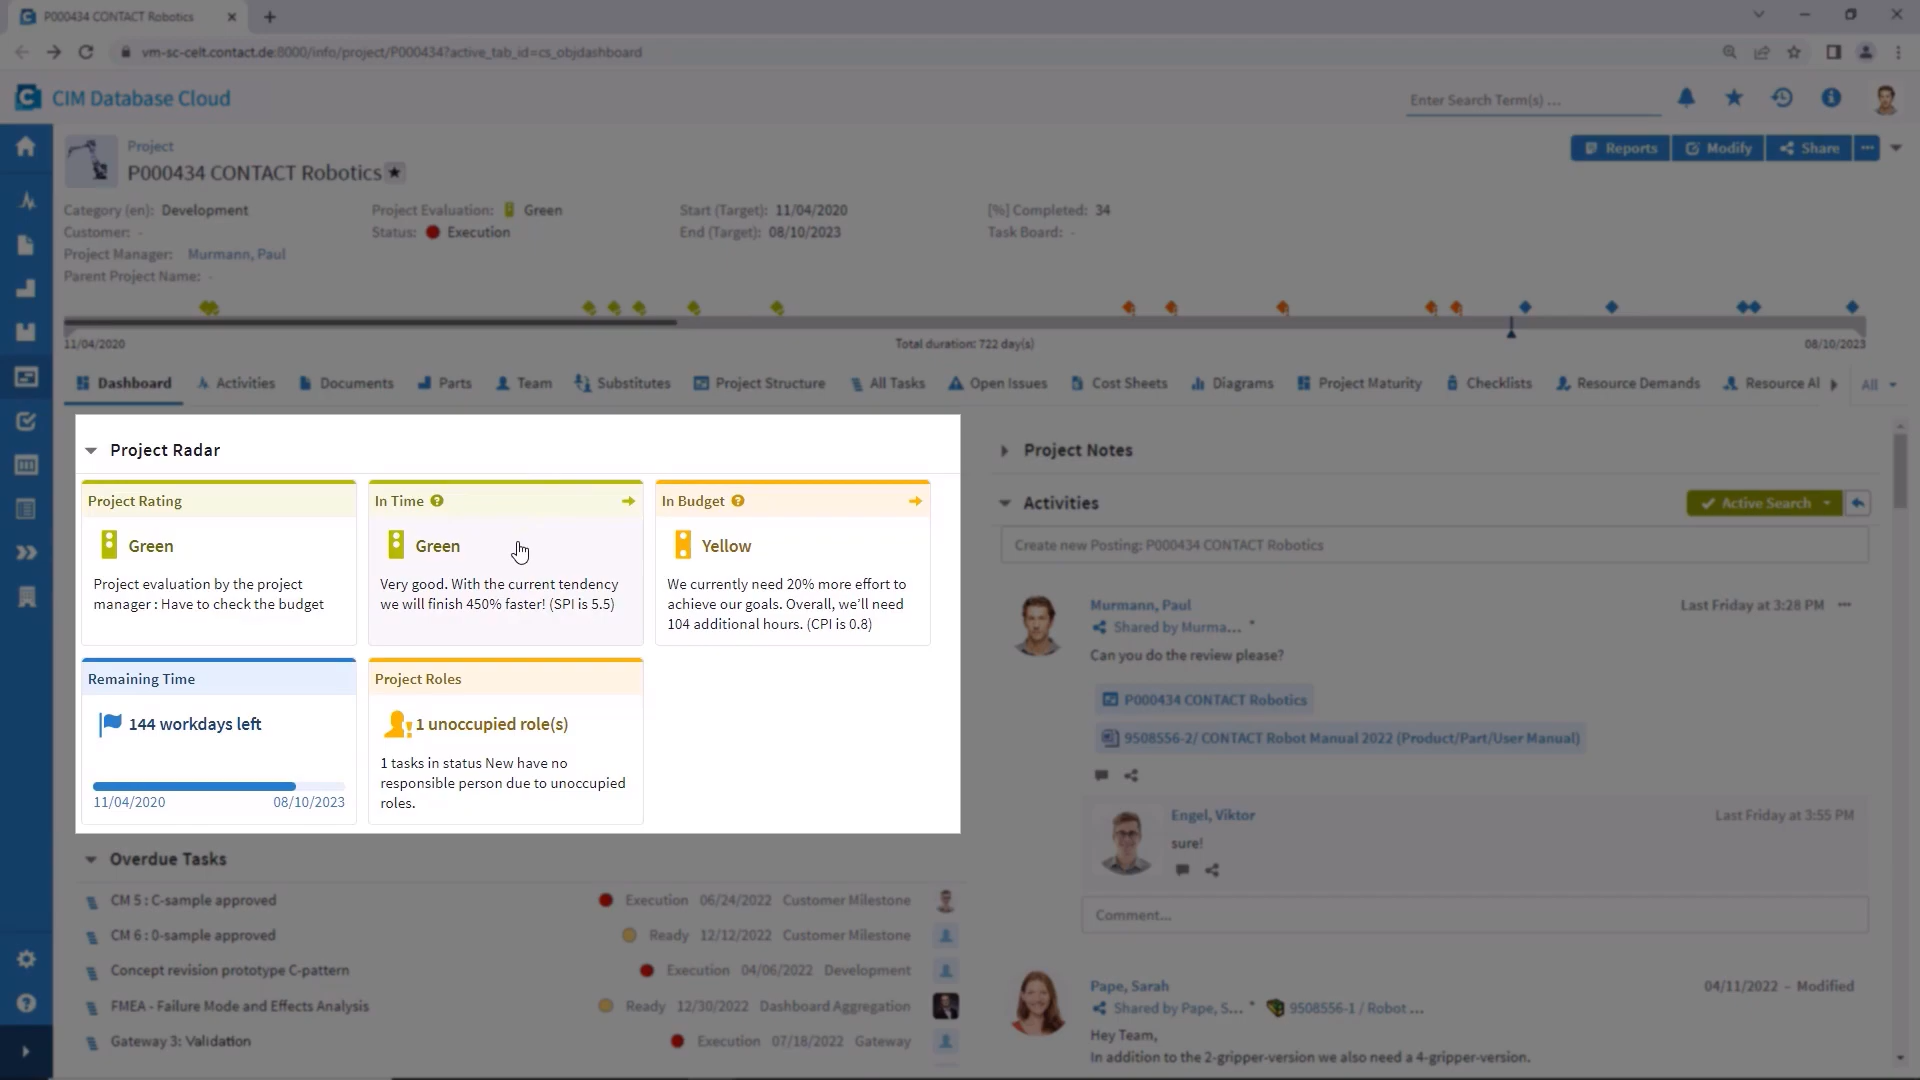 P000434 CONTACT Robotics
vm-sc-celt.contact.de:8000/info/project/P000434?active_tab_id=cs_objdashboard
CIM Database Cloud
Enter Search Term(s) ...
Project
P000434 CONTACT Robotics
Reports
Modify
Share
Category (en): Development
Project Evaluation: Green
Start (Target): 11/04/2020
[%] Completed: 34
Customer: -
Status: Execution
End (Target): 08/10/2023
Task Board: -
Project Manager: Murmann, Paul
Parent Project Name: -
11/04/2020
Total duration: 722 day(s)
08/10/2023
Dashboard
Activities
Documents
Parts
Team
Substitutes
Project Structure
All Tasks
Open Issues
Cost Sheets
Diagrams
Project Maturity
Checklists
Resource Demands
Resource Al
All
Project Radar
Project Rating
Green
Project evaluation by the project
manager : Have to check the budget
In Time
Green
Very good. With the current tendency
we will finish 450% faster! (SPI is 5.5)
In Budget
Yellow
We currently need 20% more effort to
achieve our goals. Overall, we'll need
104 additional hours. (CPI is 0.8)
Remaining Time
144 workdays left
11/04/2020
08/10/2023
Project Roles
1 unoccupied role(s)
1 tasks in status New have no
responsible person due to unoccupied
roles.
Overdue Tasks
CM 5 : C-sample approved Execution 06/24/2022 Customer Milestone
CM 6 : 0-sample approved Ready 12/12/2022 Customer Milestone
Concept revision prototype C-pattern Execution 04/06/2022 Development
FMEA - Failure Mode and Effects Analysis Ready 12/30/2022 Dashboard Aggregation
Gateway 3: Validation Execution 07/18/2022 Gateway
Project Notes
Activities
Active Search
Create new Posting: P000434 CONTACT Robotics
Murmann, Paul
Last Friday at 3:28 PM
Shared by Murma...
Can you do the review please?
P000434 CONTACT Robotics
9508556-2/ CONTACT Robot Manual 2022 (Product/Part/User Manual)
Engel, Viktor
Last Friday at 3:55 PM
sure!
Comment...
Pape, Sarah
04/11/2022 - Modified
Shared by Pape, S...
9508556-1 / Robot ...
Hey Team,
In addition to the 2-gripper-version we also need a 4-gripper-version.